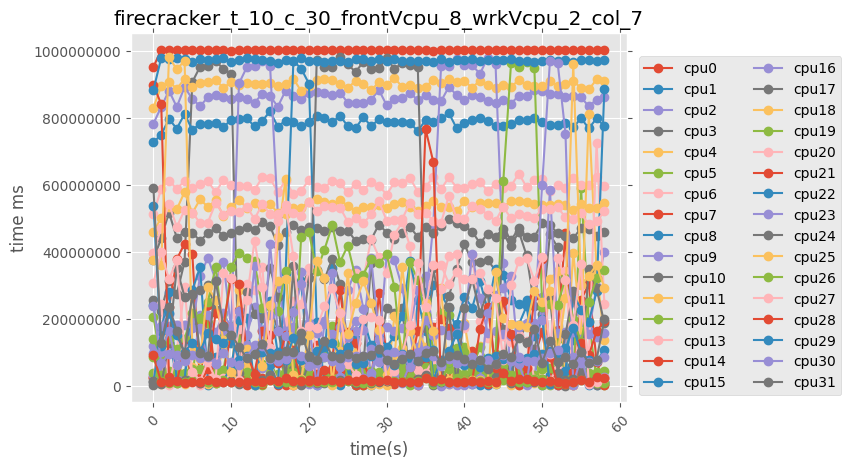 firecracker_t_10_c_30_frontVcpu_8_wrkVcpu_2_col_7
1000000000
800000000
600000000
400000000
200000000
0
time ms
0 10 20 30 40 50 60
time(s)
cpu0 cpu16
cpu1 cpu17
cpu2 cpu18
cpu3 cpu19
cpu4 cpu20
cpu5 cpu21
cpu6 cpu22
cpu7 cpu23
cpu8 cpu24
cpu9 cpu25
cpu10 cpu26
cpu11 cpu27
cpu12 cpu28
cpu13 cpu29
cpu14 cpu30
cpu15 cpu31